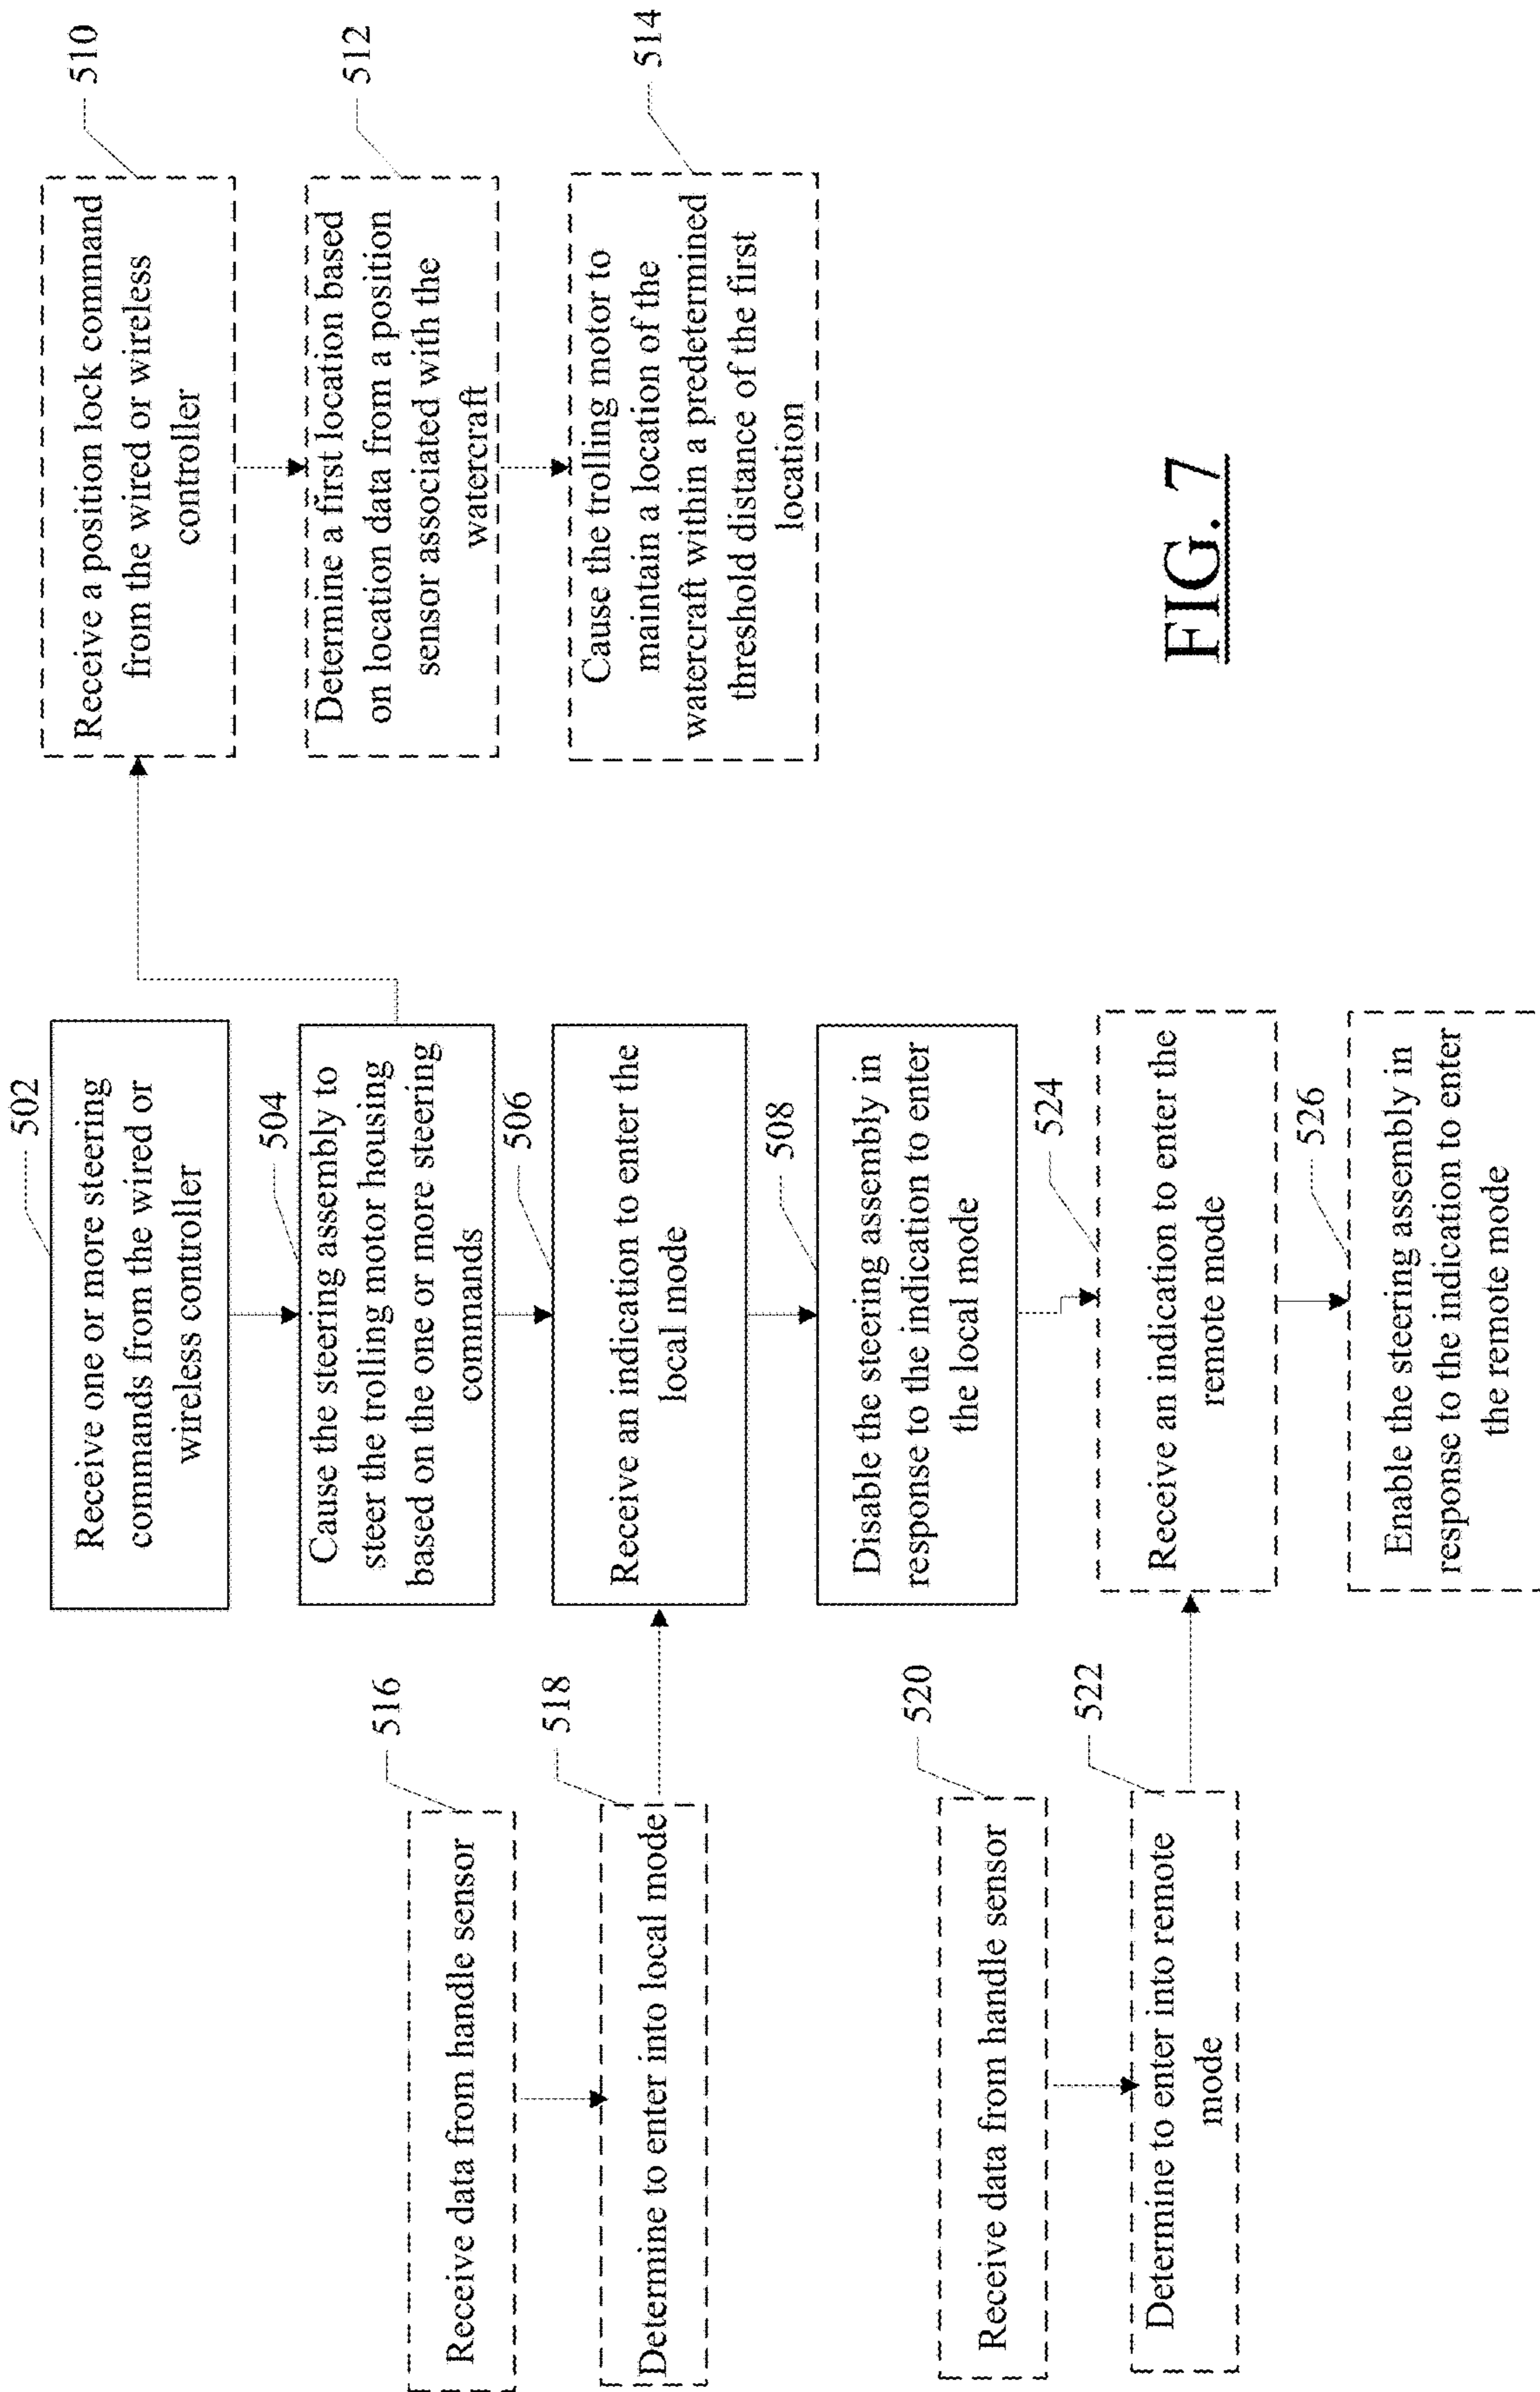 502
Receive one or more steering
commands from the wired or
wireless controller
504
Cause the steering assembly to
steer the trolling motor housing
based on the one or more steering
commands
506
Receive an indication to enter the
local mode
508
Disable the steering assembly in
response to the indication to enter
the local mode
524
Receive an indication to enter the
remote mode
526
Enable the steering assembly in
response to the indication to enter
the remote mode
510
Receive a position lock command
from the wired or wireless
controller
512
Determine a first location based
on location data from a position
sensor associated with the
watercraft
514
Cause the trolling motor to
maintain a location of the
watercraft within a predetermined
threshold distance of the first
location
516
Receive data from handle sensor
518
Determine to enter into local mode
520
Receive data from handle sensor
522
Determine to enter into remote
mode
FIG. 7